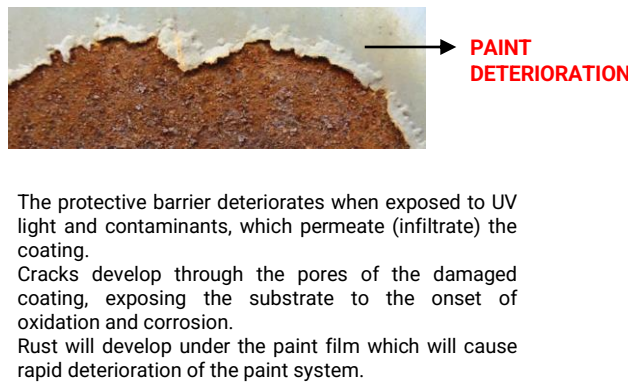 PAINT
DETERIORATION
The protective barrier deteriorates when exposed to UV
light and contaminants, which permeate (infiltrate) the
coating.
Cracks develop through the pores of the damaged
coating, exposing the substrate to the onset of
oxidation and corrosion.
Rust will develop under the paint film which will cause
rapid deterioration of the paint system.